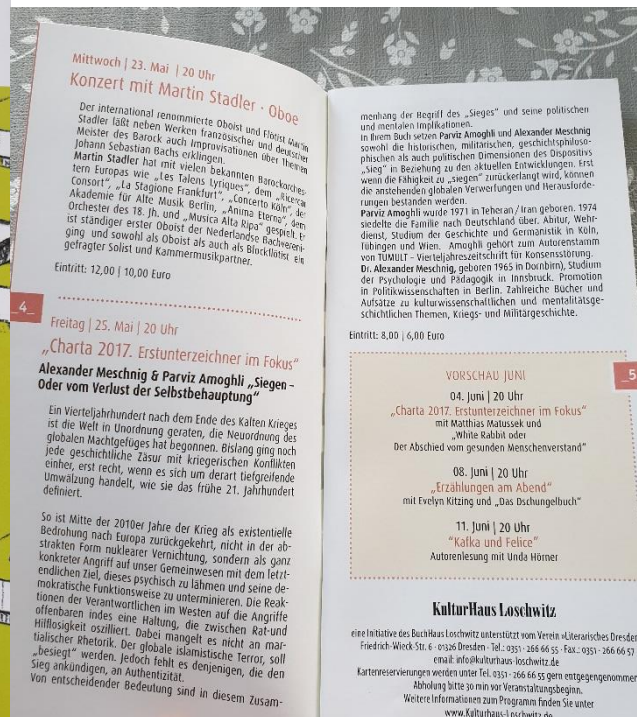 Mittwoch | 23. Mai | 20 Uhr
Konzert mit Martin Stadler · Oboe
Der international renommierte Oboist und Flötist Martin
Stadler läßt neben Werken französischer und deutscher
Meister des Barock auch Improvisationen über Themen
Johann Sebastian Bachs erklingen.
Martin Stadler hat mit vielen bekannten Barockorches-
tern Europas wie „Les Talens Lyriques", dem „Ricercar
Consort", „La Stagione Frankfurt", „Concerto Köln", der
Akademie für Alte Musik Berlin, „Anima Eterna", dem
Orchester des 18. Jh. und „Musica Alta Ripa" gespielt. Er
ist ständiger erster Oboist der Nederlandse Bachvereni-
ging und sowohl als Oboist als auch als Blockflötist ein
gefragter Solist und Kammermusikpartner.
Eintritt: 12,00 | 10,00 Euro
_4_
Freitag | 25. Mai | 20 Uhr
„Charta 2017. Erstunterzeichner im Fokus"
Alexander Meschnig & Parviz Amoghli „Siegen –
Oder vom Verlust der Selbstbehauptung"
Ein Vierteljahrhundert nach dem Ende des Kalten Krieges
ist die Welt in Unordnung geraten, die Neuordnung des
globalen Machtgefüges hat begonnen. Bislang ging noch
jede geschichtliche Zäsur mit kriegerischen Konflikten
einher, erst recht, wenn es sich um derart tiefgreifende
Umwälzung handelt, wie sie das frühe 21. Jahrhundert
definiert.
So ist Mitte der 2010er Jahre der Krieg als existentielle
Bedrohung nach Europa zurückgekehrt, nicht in der ab-
strakten Form nuklearer Vernichtung, sondern als ganz
konkreter Angriff auf unser Gemeinwesen mit dem letzt-
endlichen Ziel, dieses psychisch zu lähmen und seine de-
mokratische Funktionsweise zu unterminieren. Die Reak-
tionen der Verantwortlichen im Westen auf die Angriffe
offenbaren indes eine Haltung, die zwischen Rat-und
Hilflosigkeit oszilliert. Dabei mangelt es nicht an mar-
tialischer Rhetorik. Der globale islamistische Terror, soll
„besiegt" werden. Jedoch fehlt es denjenigen, die den
Sieg ankündigen, an Authentizität.
Von entscheidender Bedeutung sind in diesem Zusam-
menhang der Begriff des „Sieges" und seine politischen
und mentalen Implikationen.
In ihrem Buch setzen Parviz Amoghli und Alexander Meschnig
sowohl die historischen, militärischen, geschichtsphiloso-
phischen als auch politischen Dimensionen des Dispositivs
„Sieg" in Beziehung zu den aktuellen Entwicklungen. Erst
wenn die Fähigkeit zu „siegen" zurückerlangt wird, können
die anstehenden globalen Verwerfungen und Herausforde-
rungen bestanden werden.
Parviz Amoghli wurde 1971 in Teheran / Iran geboren. 1974
siedelte die Familie nach Deutschland über. Abitur, Wehr-
dienst, Studium der Geschichte und Germanistik in Köln,
Tübingen und Wien. Amoghli gehört zum Autorenstamm
von TUMULT – Vierteljahreszeitschrift für Konsensstörung.
Dr. Alexander Meschnig, geboren 1965 in Dornbirn), Studium
der Psychologie und Pädagogik in Innsbruck. Promotion
in Politikwissenschaften in Berlin. Zahlreiche Bücher und
Aufsätze zu kulturwissenschaftlichen und mentalitätsge-
schichtlichen Themen, Kriegs- und Militärgeschichte.
Eintritt: 8,00 | 6,00 Euro
_5
VORSCHAU JUNI
04. Juni | 20 Uhr
„Charta 2017. Erstunterzeichner im Fokus"
mit Matthias Matussek und
„White Rabbit oder
Der Abschied vom gesunden Menschenverstand"
08. Juni | 20 Uhr
„Erzählungen am Abend"
mit Evelyn Kitzing und „Das Dschungelbuch"
11. Juni | 20 Uhr
"Kafka und Felice"
Autorenlesung mit Unda Hörner
KulturHaus Loschwitz
eine Initiative des BuchHaus Loschwitz unterstützt vom Verein »Literarisches Dresden
Friedrich-Wieck-Str. 6 · 01326 Dresden · Tel.: 0351 · 266 66 55 · Fax.: 0351 · 266 66 57
email: info@kulturhaus-loschwitz.de
Kartenreservierungen werden unter Tel. 0351 · 266 66 55 gern entgegengenommen
Abholung bitte 30 min vor Veranstaltungsbeginn.
Weitere Informationen zum Programm finden Sie unter
www.Kulturhaus-Loschwitz.de